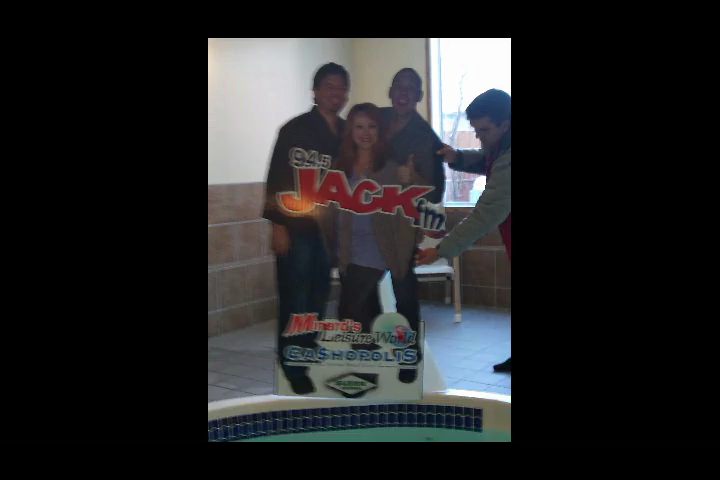 94.5
JACK
fm
Minard's
Leisure World
CA$HOPOLIS